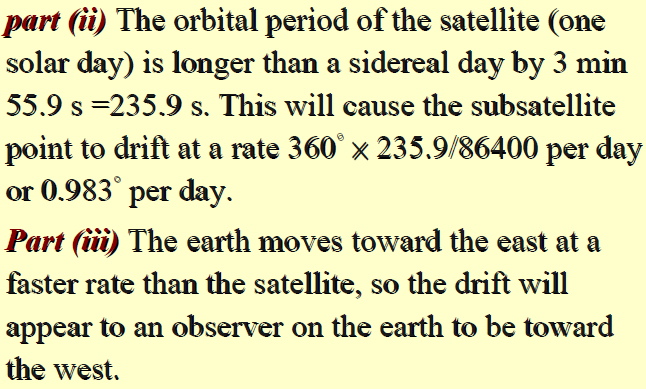 part (ii) The orbital period of the satellite (one
solar day) is longer than a sidereal day by 3 min
55.9 s =235.9 s. This will cause the subsatellite
point to drift at a rate 360° × 235.9/86400 per day
or 0.983° per day.
Part (iii) The earth moves toward the east at a
faster rate than the satellite, so the drift will
appear to an observer on the earth to be toward
the west.